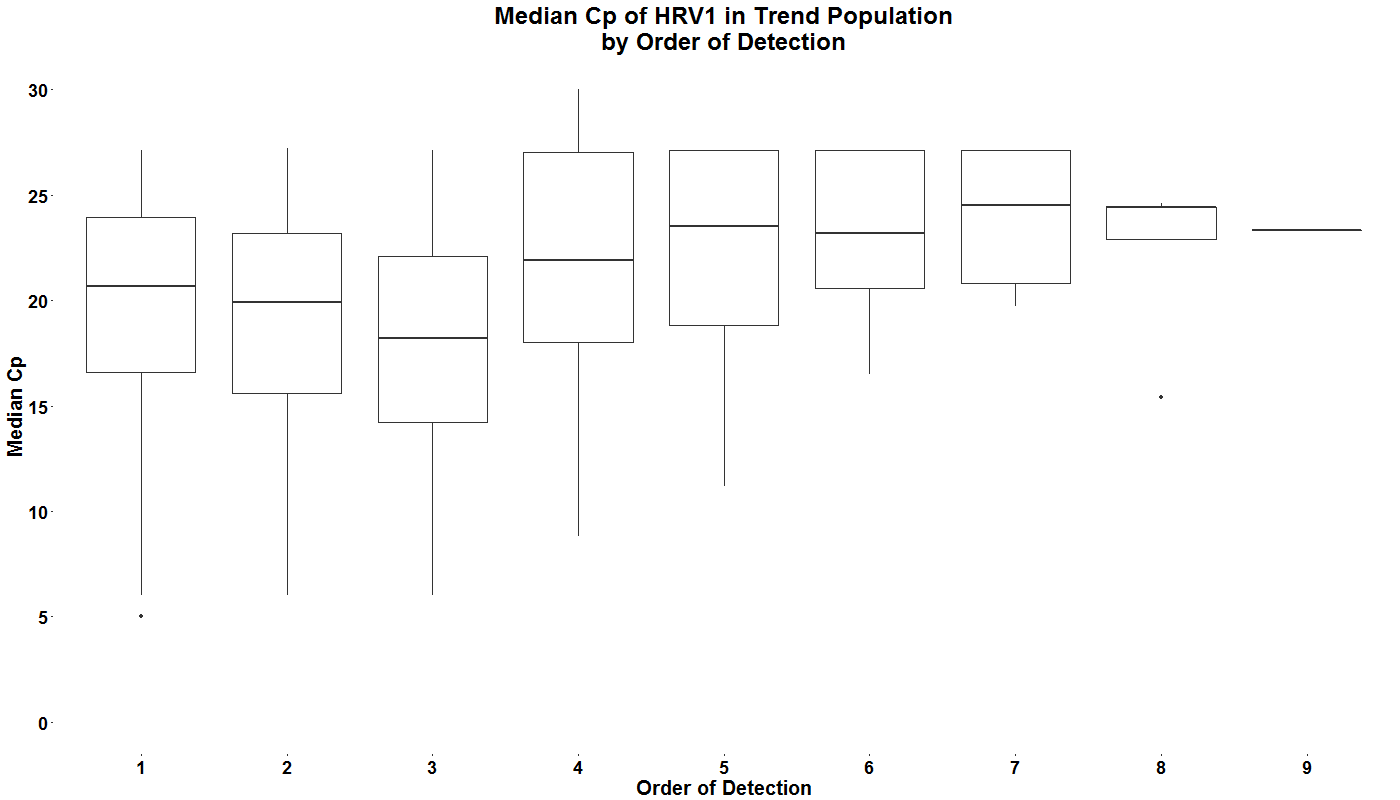 Median Cp of HRV1 in Trend Population
by Order of Detection
Median Cp
30
25
20
15
10
5
0
1 2 3 4 5 6 7 8 9
Order of Detection